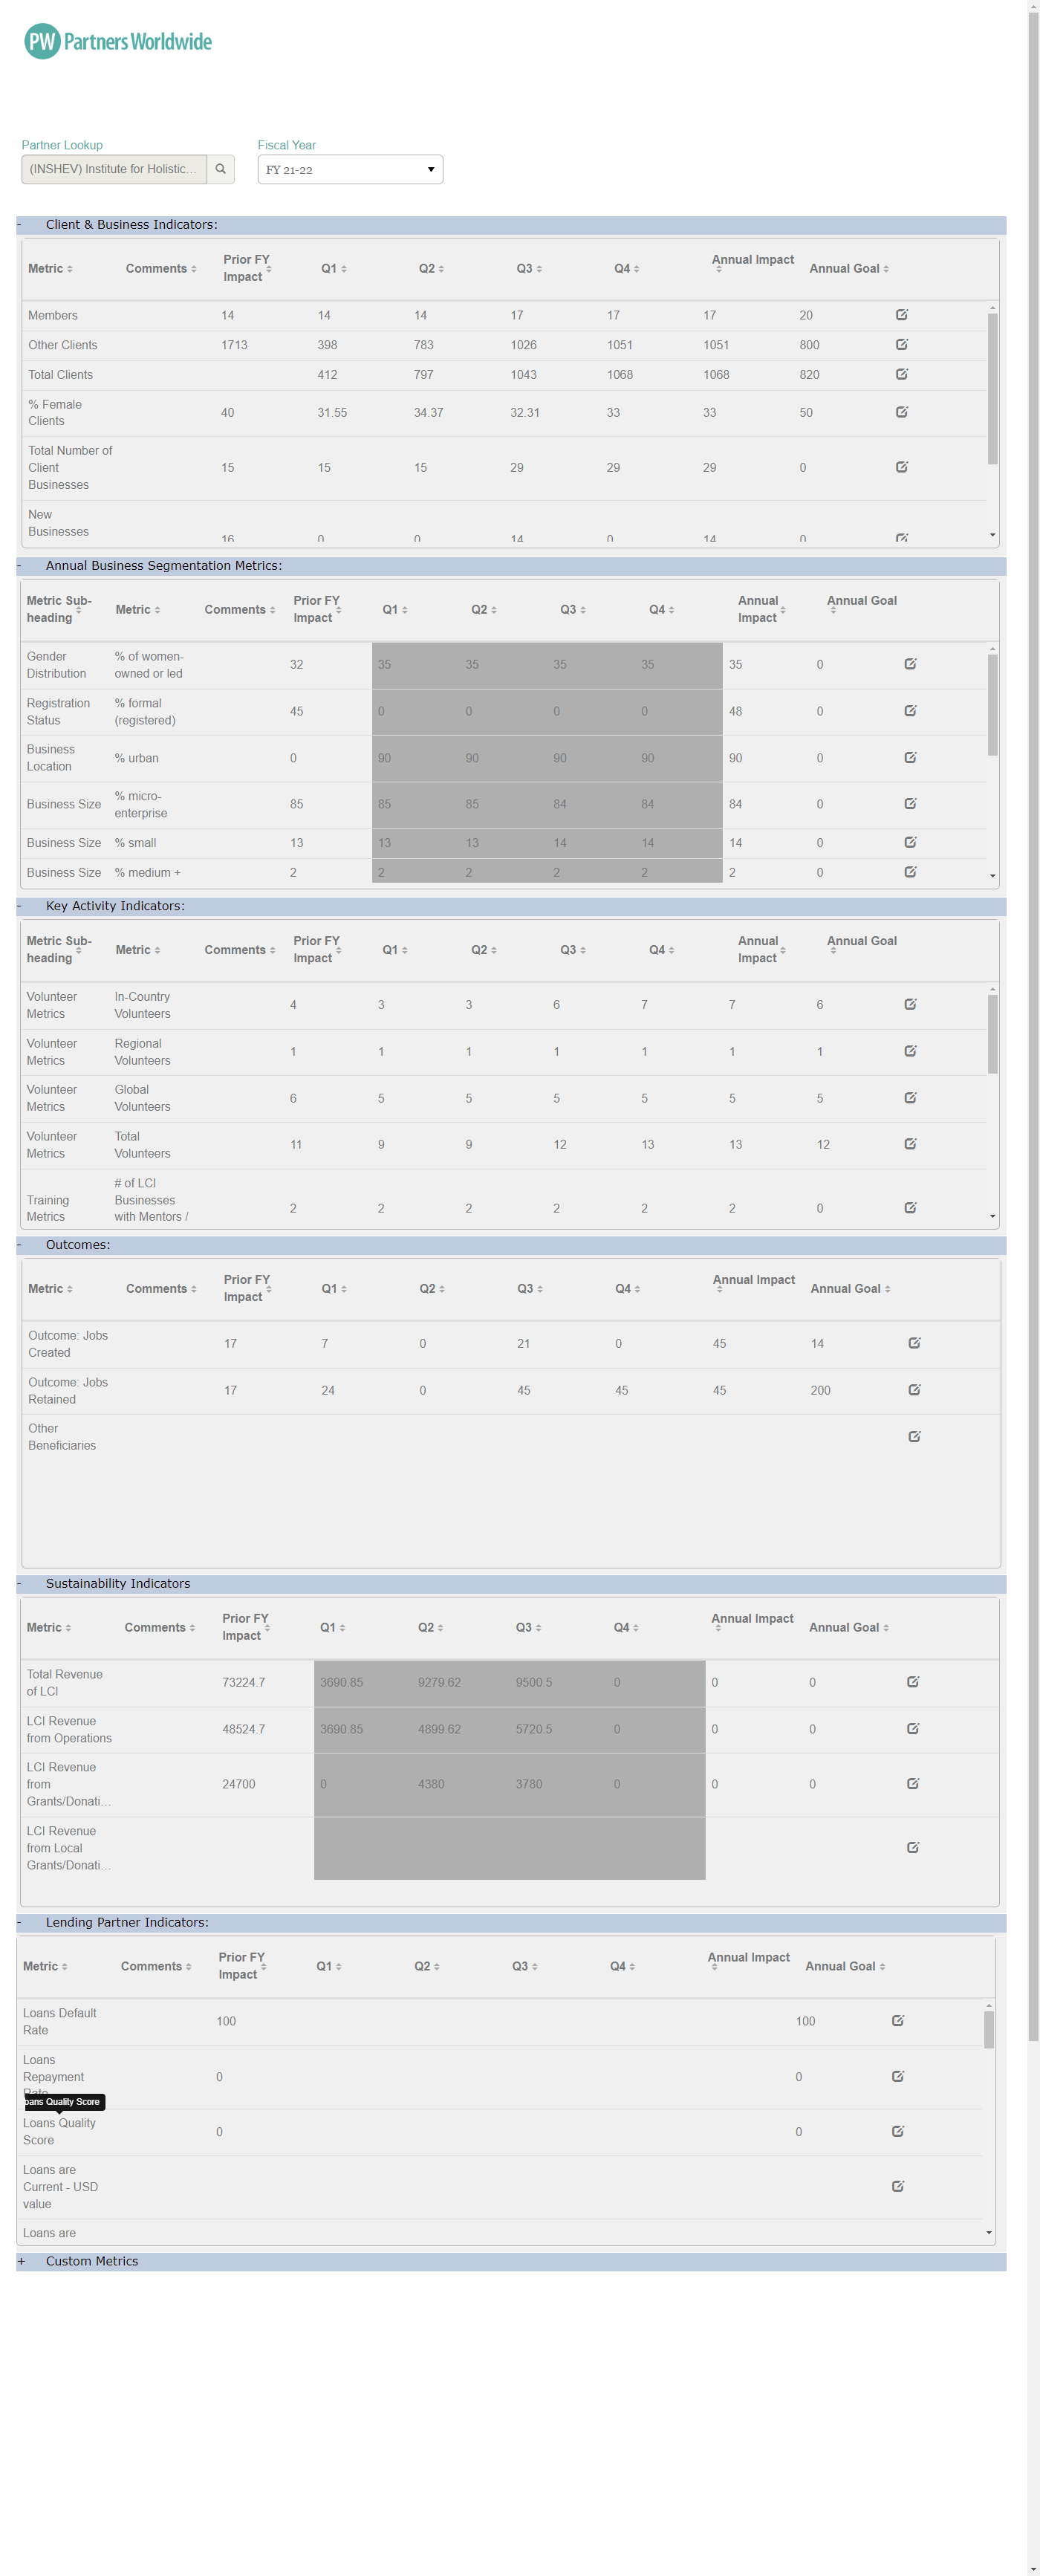 PW Partners Worldwide
Partner Lookup
Fiscal Year
(INSHEV) Institute for Holistic...
FY 21-22
- Client & Business Indicators:
Metric Comments Prior FY Impact Q1 Q2 Q3 Q4 Annual Impact Annual Goal
Members 14 14 14 17 17 17 20
Other Clients 1713 398 783 1026 1051 1051 800
Total Clients 412 797 1043 1068 1068 820
% Female Clients 40 31.55 34.37 32.31 33 33 50
Total Number of Client Businesses 15 15 15 29 29 29 0
New Businesses 16 0 0 14 0 14 0
- Annual Business Segmentation Metrics:
Metric Sub-heading Metric Comments Prior FY Impact Q1 Q2 Q3 Q4 Annual Impact Annual Goal
Gender Distribution % of women-owned or led 32 35 35 35 35 35 0
Registration Status % formal (registered) 45 0 0 0 0 48 0
Business Location % urban 0 90 90 90 90 90 0
Business Size % micro-enterprise 85 85 85 84 84 84 0
Business Size % small 13 13 13 14 14 14 0
Business Size % medium + 2 2 2 2 2 2 0
- Key Activity Indicators:
Metric Sub-heading Metric Comments Prior FY Impact Q1 Q2 Q3 Q4 Annual Impact Annual Goal
Volunteer Metrics In-Country Volunteers 4 3 3 6 7 7 6
Volunteer Metrics Regional Volunteers 1 1 1 1 1 1 1
Volunteer Metrics Global Volunteers 6 5 5 5 5 5 5
Volunteer Metrics Total Volunteers 11 9 9 12 13 13 12
Training Metrics # of LCI Businesses with Mentors / 2 2 2 2 2 2 0
- Outcomes:
Metric Comments Prior FY Impact Q1 Q2 Q3 Q4 Annual Impact Annual Goal
Outcome: Jobs Created 17 7 0 21 0 45 14
Outcome: Jobs Retained 17 24 0 45 45 45 200
Other Beneficiaries
- Sustainability Indicators
Metric Comments Prior FY Impact Q1 Q2 Q3 Q4 Annual Impact Annual Goal
Total Revenue of LCI 73224.7 3690.85 9279.62 9500.5 0 0 0
LCI Revenue from Operations 48524.7 3690.85 4899.62 5720.5 0 0 0
LCI Revenue from Grants/Donati... 24700 0 4380 3780 0 0 0
LCI Revenue from Local Grants/Donati...
- Lending Partner Indicators:
Metric Comments Prior FY Impact Q1 Q2 Q3 Q4 Annual Impact Annual Goal
Loans Default Rate 100 100
Loans Repayment Rate 0 0
oans Quality Score
Loans Quality Score 0 0
Loans are Current - USD value
Loans are
+ Custom Metrics